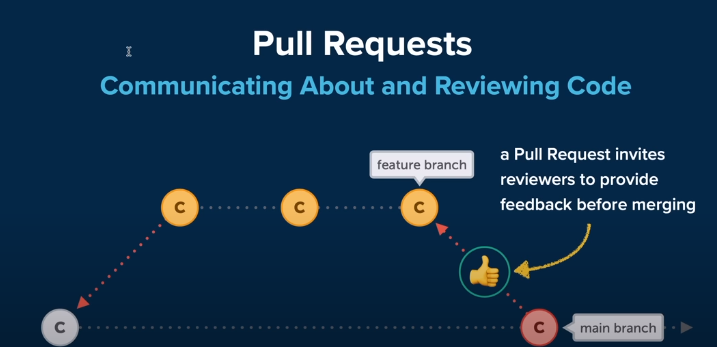 Pull Requests
Communicating About and Reviewing Code
feature branch
a Pull Request invites
reviewers to provide
feedback before merging
C
C
C
C
C
main branch